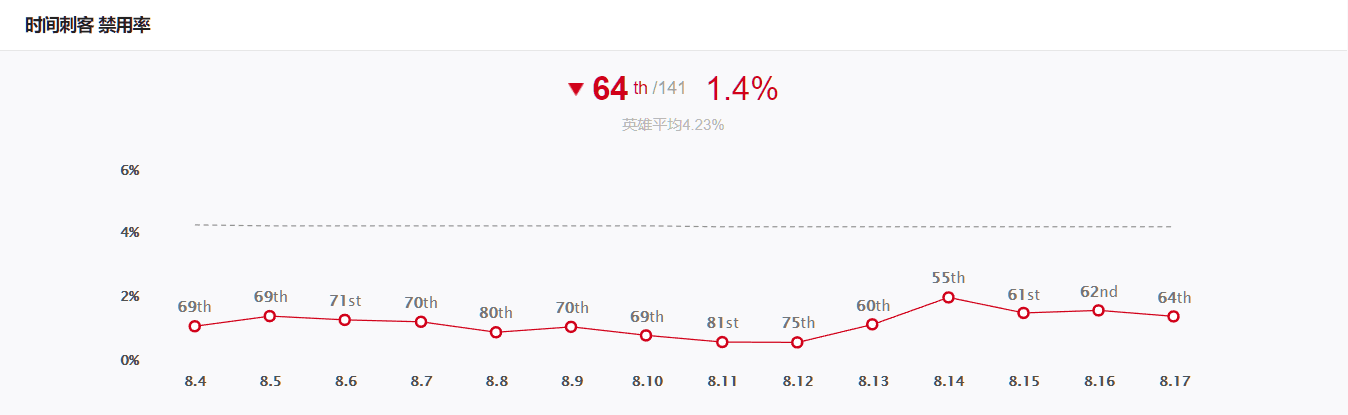 时间刺客 禁用率
64 th /141 1.4%
英雄平均4.23%
6%
4%
2%
0%
69th 69th 71st 70th 80th 70th 69th 81st 75th 60th 55th 61st 62nd 64th
8.4 8.5 8.6 8.7 8.8 8.9 8.10 8.11 8.12 8.13 8.14 8.15 8.16 8.17